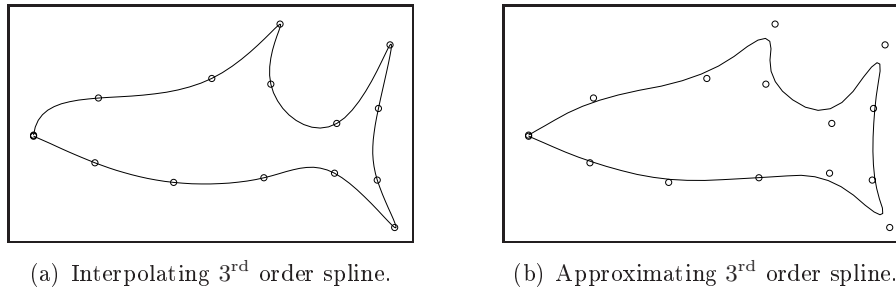 (a) Interpolating 3rd order spline.
(b) Approximating 3rd order spline.